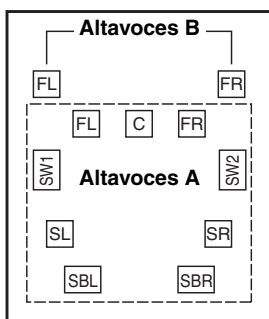 Altavoces B
FL FR
FL C FR
SW1 Altavoces A SW2
SL SR
SBL SBR